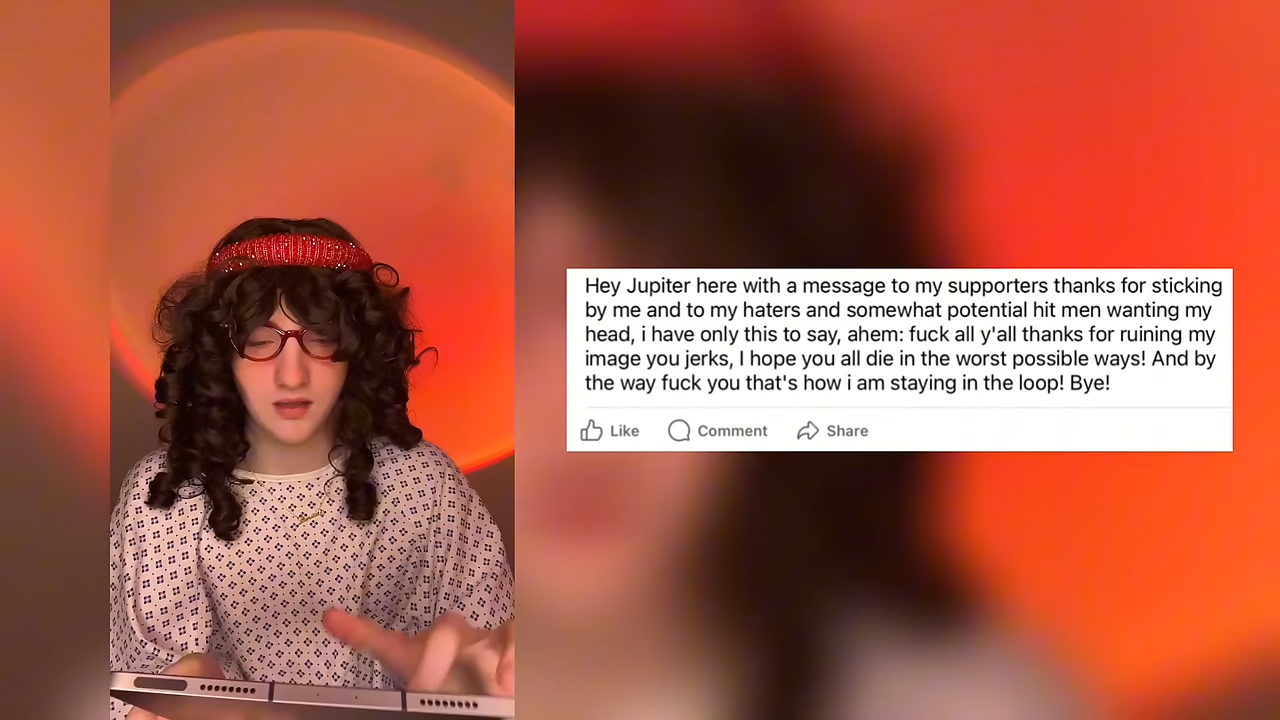 Hey Jupiter here with a message to my supporters thanks for sticking
by me and to my haters and somewhat potential hit men wanting my
head, i have only this to say, ahem: fuck all y'all thanks for ruining my
image you jerks, I hope you all die in the worst possible ways! And by
the way fuck you that's how i am staying in the loop! Bye!
Like Comment Share